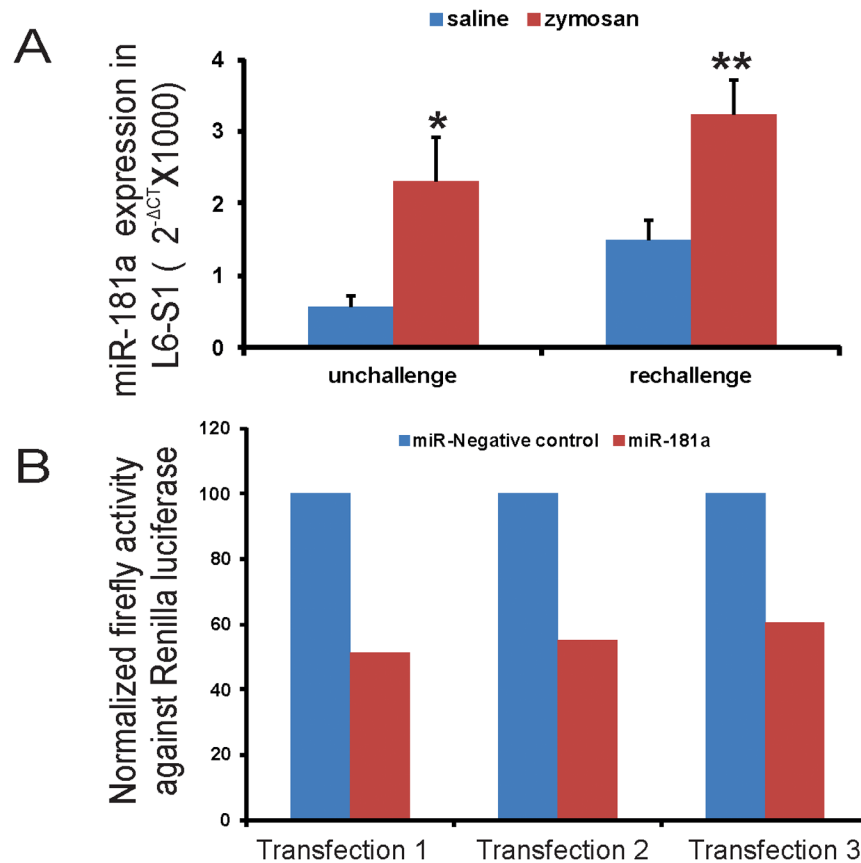 A
saline zymosan
miR-181a expression in
L6-S1 ( 2-ΔCTX1000)
4
3
2
1
0
*
**
unchallenge rechallenge
B
miR-Negative control miR-181a
Normalized firefly activity
against Renilla luciferase
120
100
80
60
40
20
0
Transfection 1 Transfection 2 Transfection 3